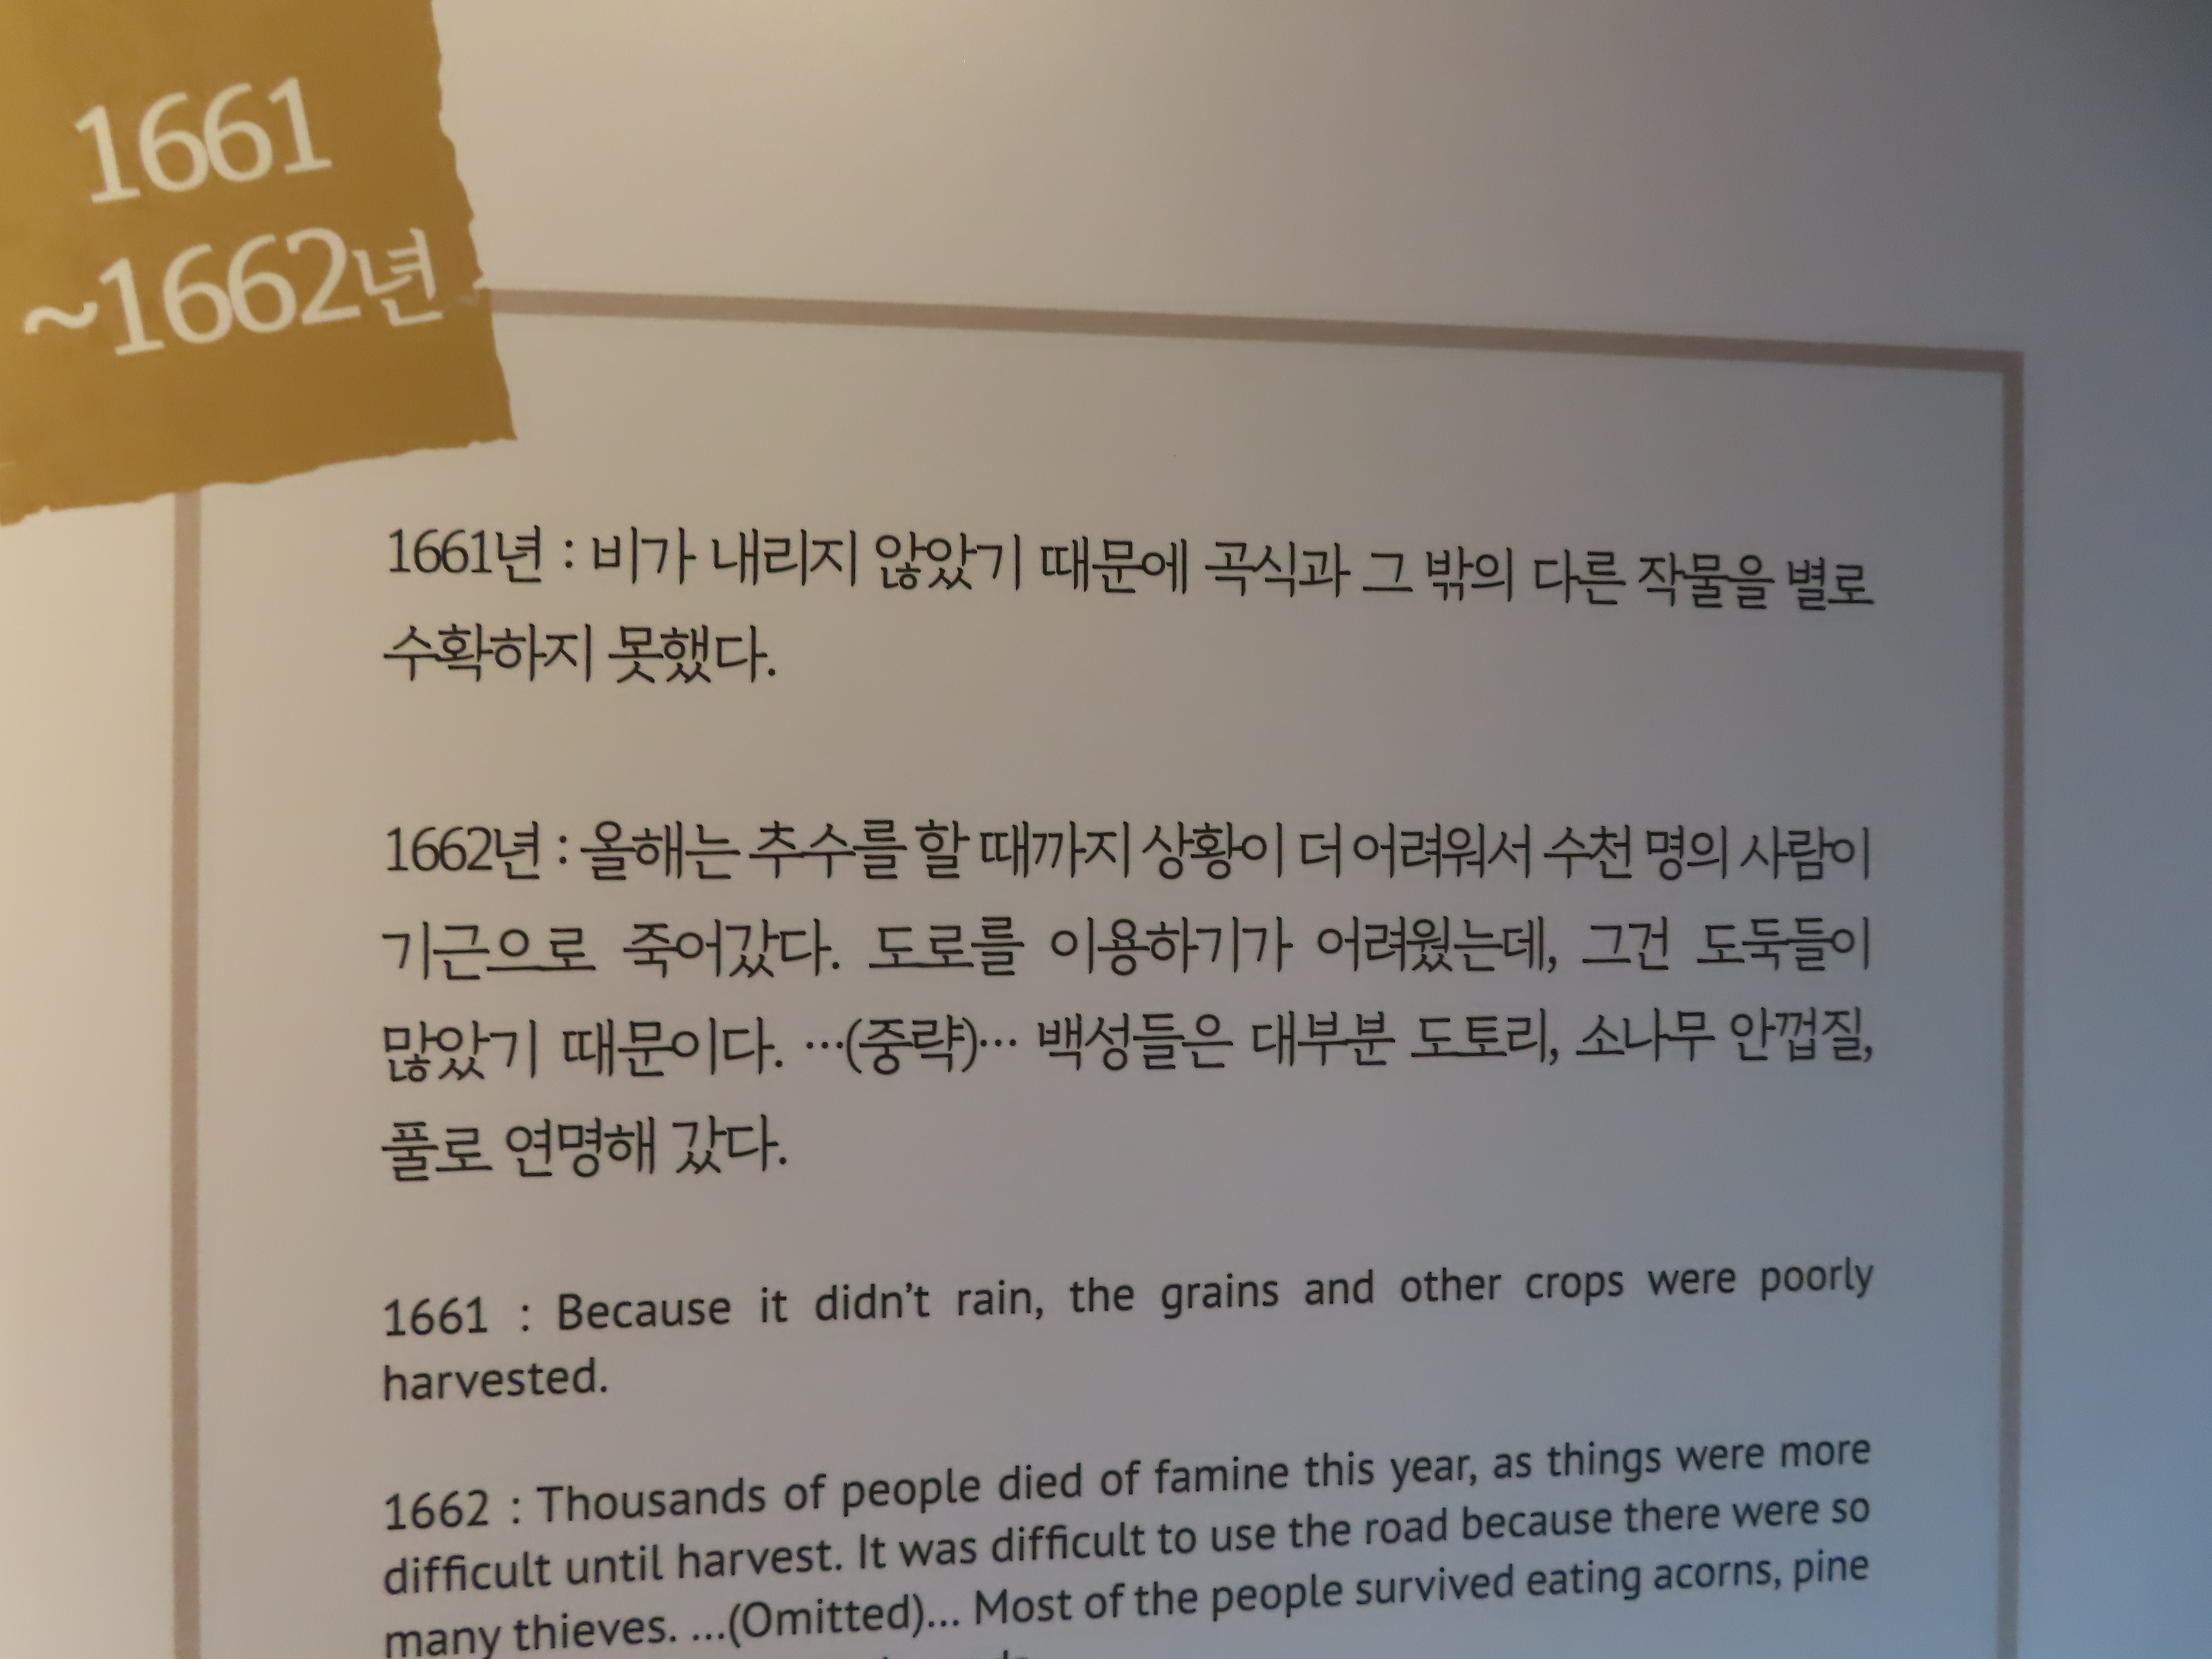 1661
~1662년
1661년 : 비가 내리지 않았기 때문에 곡식과 그 밖의 다른 작물을 별로
수확하지 못했다.
1662년 : 올해는 추수를 할 때까지 상황이 더 어려워서 수천 명의 사람이
기근으로 죽어갔다. 도로를 이용하기가 어려웠는데, 그건 도둑들이
많았기 때문이다. …(중략)… 백성들은 대부분 도토리, 소나무 안껍질,
풀로 연명해 갔다.
1661 : Because it didn't rain, the grains and other crops were poorly
harvested.
1662 : Thousands of people died of famine this year, as things were more
difficult until harvest. It was difficult to use the road because there were so
many thieves. ...(Omitted)... Most of the people survived eating acorns, pine